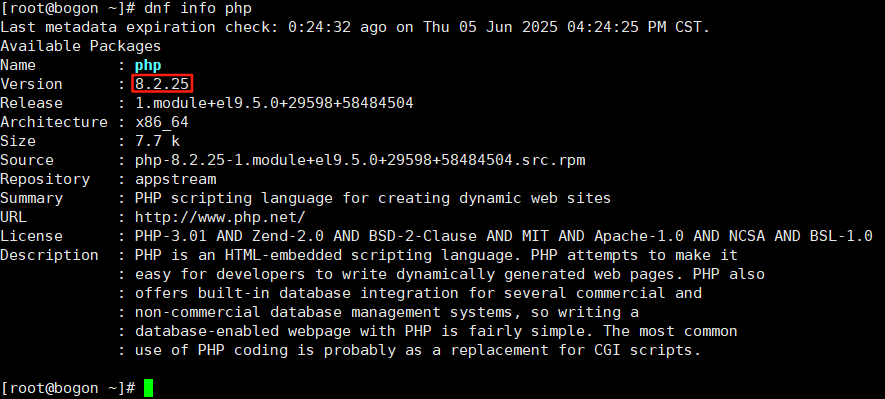 [root@bogon ~]# dnf info php
Last metadata expiration check: 0:24:32 ago on Thu 05 Jun 2025 04:24:25 PM CST.
Available Packages
Name         : php
Version      : 8.2.25
Release      : 1.module+el9.5.0+29598+58484504
Architecture : x86_64
Size         : 7.7 k
Source       : php-8.2.25-1.module+el9.5.0+29598+58484504.src.rpm
Repository   : appstream
Summary      : PHP scripting language for creating dynamic web sites
URL          : http://www.php.net/
License      : PHP-3.01 AND Zend-2.0 AND BSD-2-Clause AND MIT AND Apache-1.0 AND NCSA AND BSL-1.0
Description  : PHP is an HTML-embedded scripting language. PHP attempts to make it
             : easy for developers to write dynamically generated web pages. PHP also
             : offers built-in database integration for several commercial and
             : non-commercial database management systems, so writing a
             : database-enabled webpage with PHP is fairly simple. The most common
             : use of PHP coding is probably as a replacement for CGI scripts.
[root@bogon ~]#